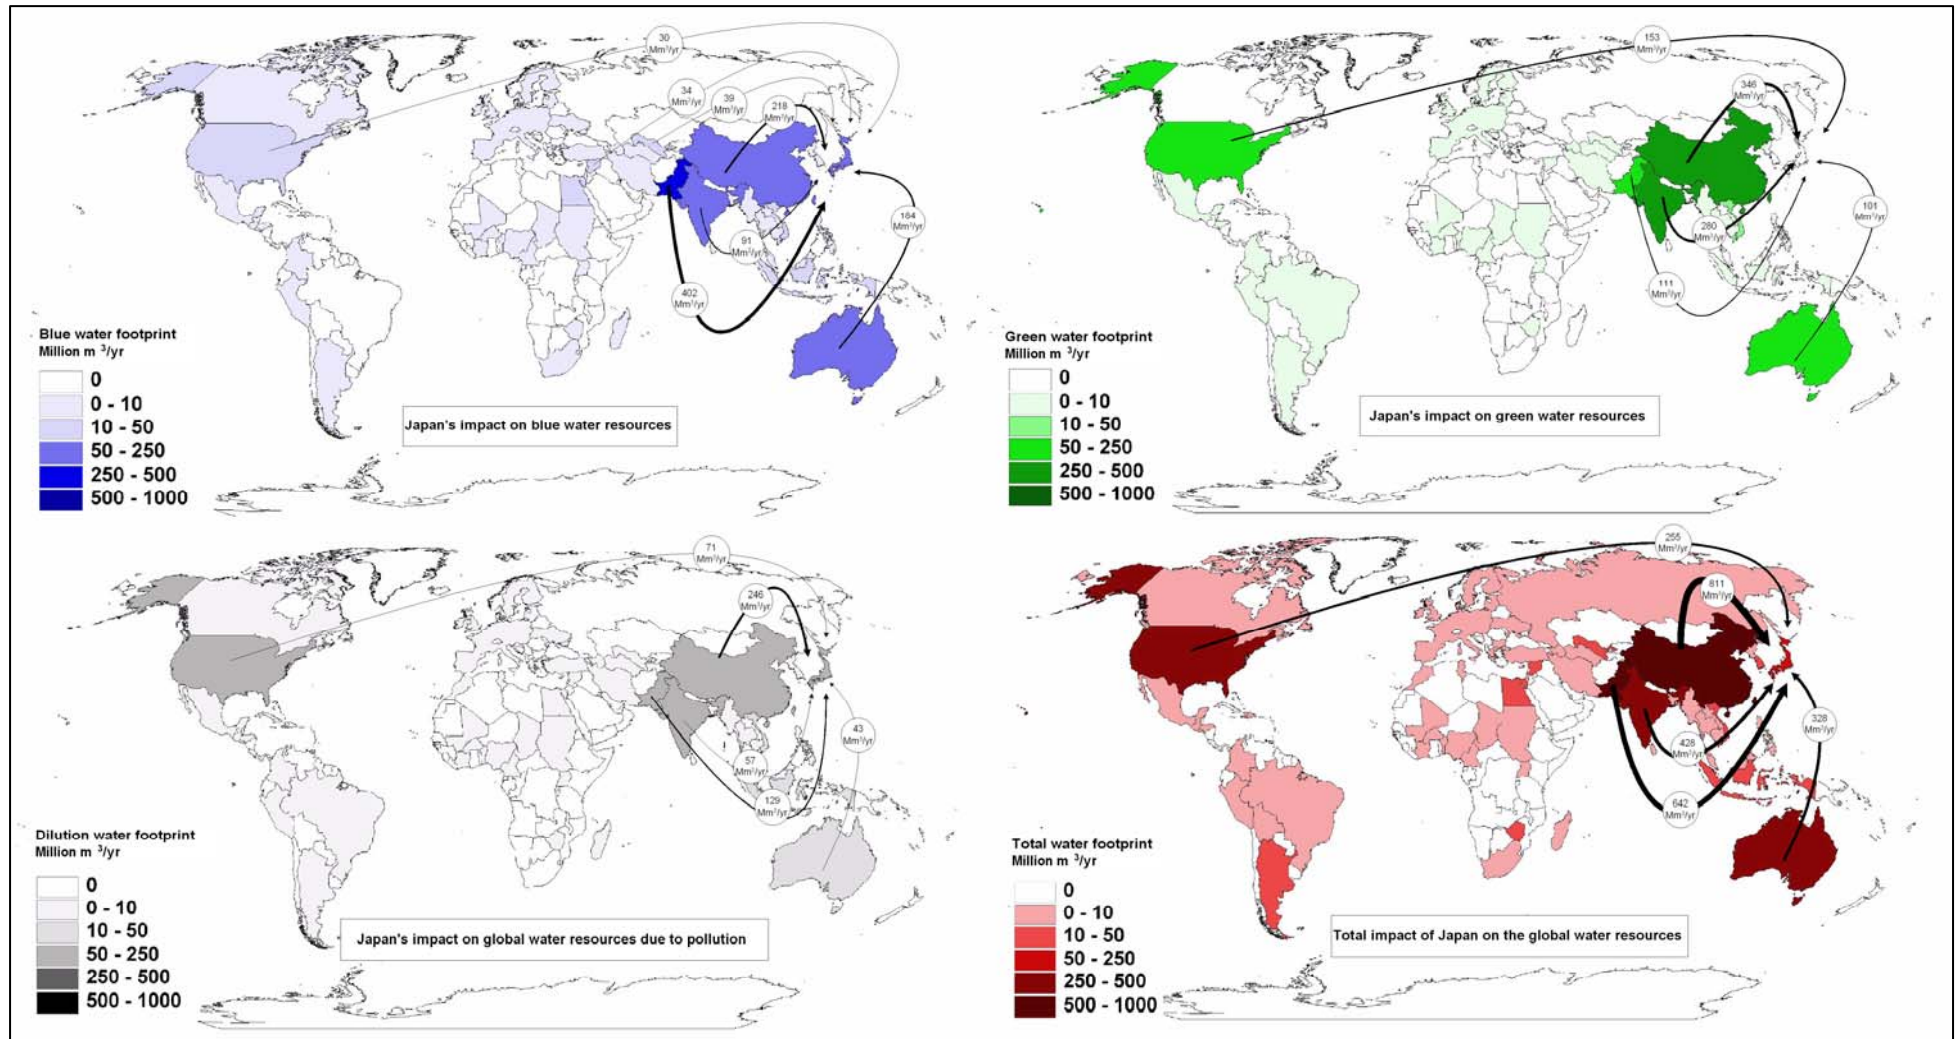 30
Mm³/yr
34
Mm³/yr
39
Mm³/yr
218
Mm³/yr
184
Mm³/yr
91
Mm³/yr
402
Mm³/yr
Blue water footprint
Million m ³/yr
0
0 - 10
10 - 50
50 - 250
250 - 500
500 - 1000
Japan's impact on blue water resources
153
Mm³/yr
346
Mm³/yr
101
Mm³/yr
280
Mm³/yr
111
Mm³/yr
Green water footprint
Million m ³/yr
0
0 - 10
10 - 50
50 - 250
250 - 500
500 - 1000
Japan's impact on green water resources
71
Mm³/yr
246
Mm³/yr
43
Mm³/yr
57
Mm³/yr
129
Mm³/yr
Dilution water footprint
Million m ³/yr
0
0 - 10
10 - 50
50 - 250
250 - 500
500 - 1000
Japan's impact on global water resources due to pollution
255
Mm³/yr
811
Mm³/yr
328
Mm³/yr
428
Mm³/yr
642
Mm³/yr
Total water footprint
Million m ³/yr
0
0 - 10
10 - 50
50 - 250
250 - 500
500 - 1000
Total impact of Japan on the global water resources